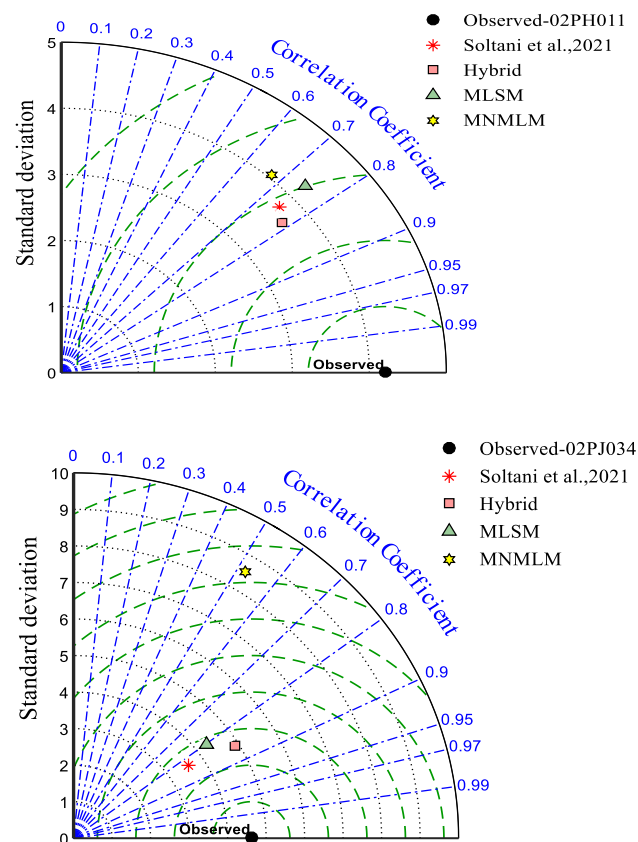 Observed-02PH011
Soltani et al.,2021
Hybrid
MLSM
MNMLM
Correlation Coefficient
0
0.1
0.2
0.3
0.4
0.5
0.6
0.7
0.8
0.9
0.95
0.97
0.99
Standard deviation
5
4
3
2
1
0
Observed
Observed-02PJ034
Soltani et al.,2021
Hybrid
MLSM
MNMLM
Correlation Coefficient
0
0.1
0.2
0.3
0.4
0.5
0.6
0.7
0.8
0.9
0.95
0.97
0.99
Standard deviation
10
9
8
7
6
5
4
3
2
1
0
Observed